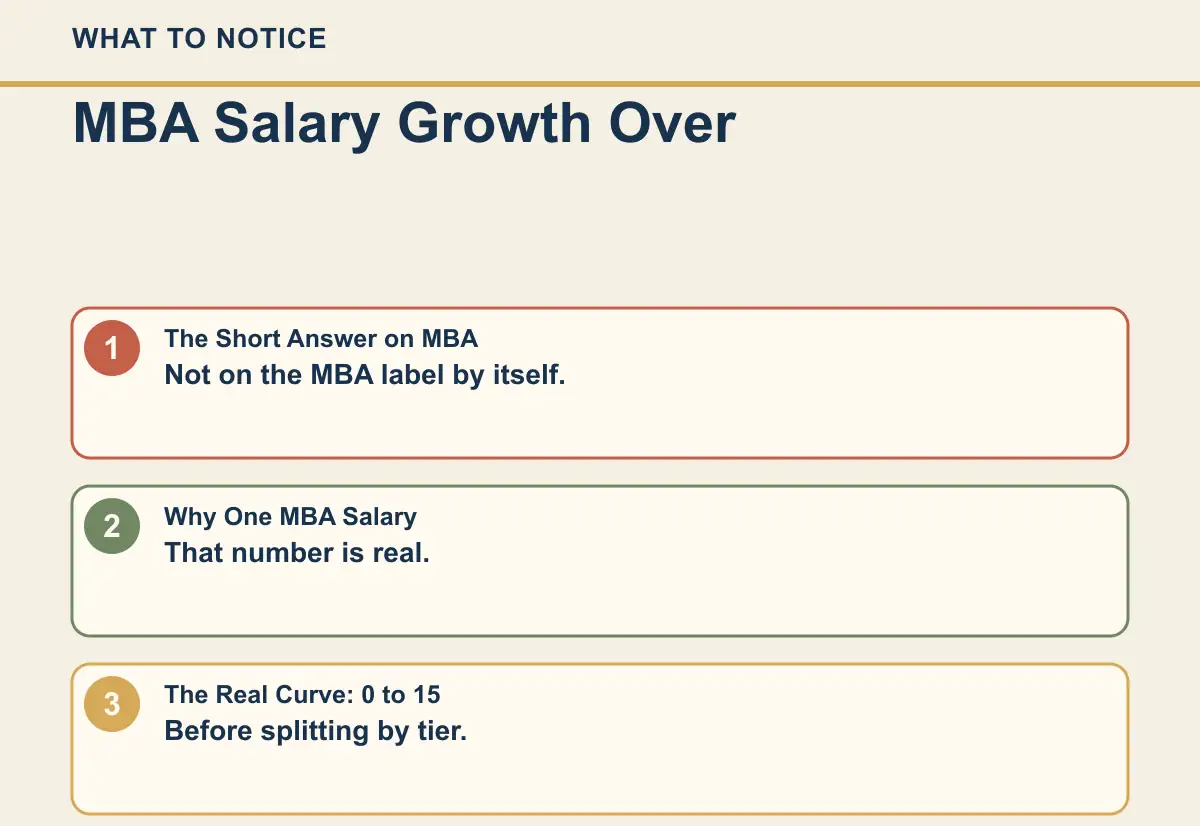 WHAT TO NOTICE
MBA Salary Growth Over
1
The Short Answer on MBA
Not on the MBA label by itself.
2
Why One MBA Salary
That number is real.
3
The Real Curve: 0 to 15
Before splitting by tier.